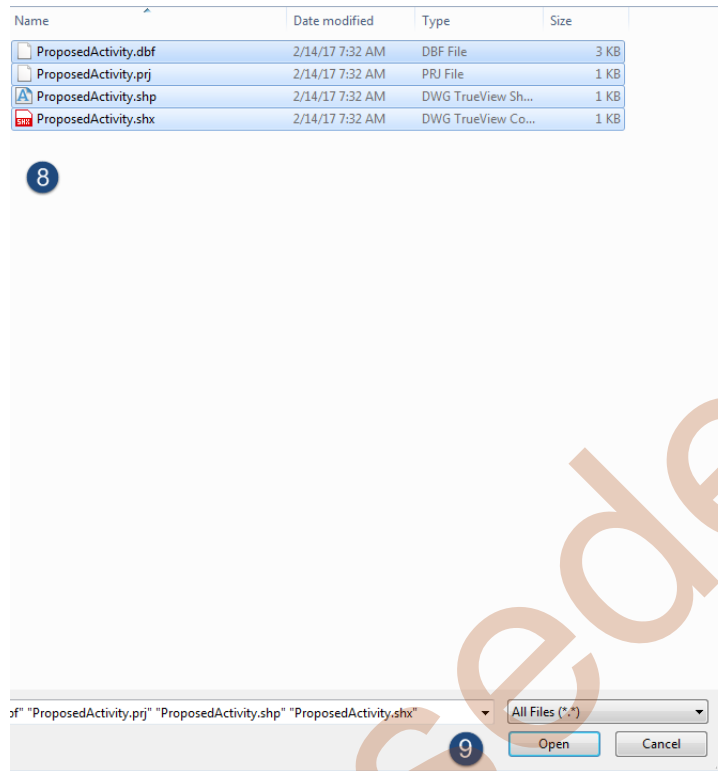 Name Date modified Type Size
ProposedActivity.dbf 2/14/17 7:32 AM DBF File 3 KB
ProposedActivity.prj 2/14/17 7:32 AM PRJ File 1 KB
ProposedActivity.shp 2/14/17 7:32 AM DWG TrueView Sh... 1 KB
SHX ProposedActivity.shx 2/14/17 7:32 AM DWG TrueView Co... 1 KB
8
of" "ProposedActivity.prj" "ProposedActivity.shp" "ProposedActivity.shx" All Files (*.*)
9 Open Cancel
sede